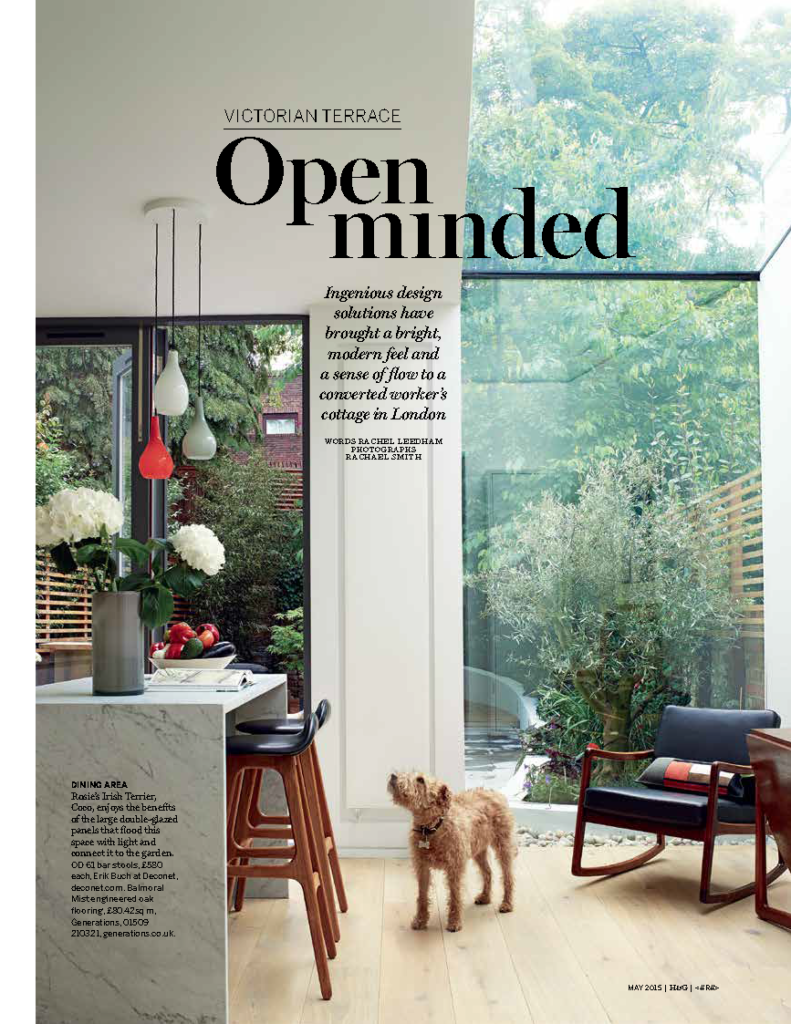 VICTORIAN TERRACE
Open
minded
Ingenious design
solutions have
brought a bright,
modern feel and
a sense of flow to a
converted worker's
cottage in London
WORDS RACHEL LEEDHAM
PHOTOGRAPHS
RACHAEL SMITH
DINING AREA
Rosie's Irish Terrier,
Coco, enjoys the benefits
of the large double-glazed
panels that flood this
space with light and
connect it to the garden.
OD 61 bar stools, £580
each, Erik Buch at Deconet,
deconet.com. Balmoral
Mist engineered oak
flooring, £80.42sq m,
Generations, 01509
210321, generations.co.uk.
MAY 2015 | H&G | <#R#>